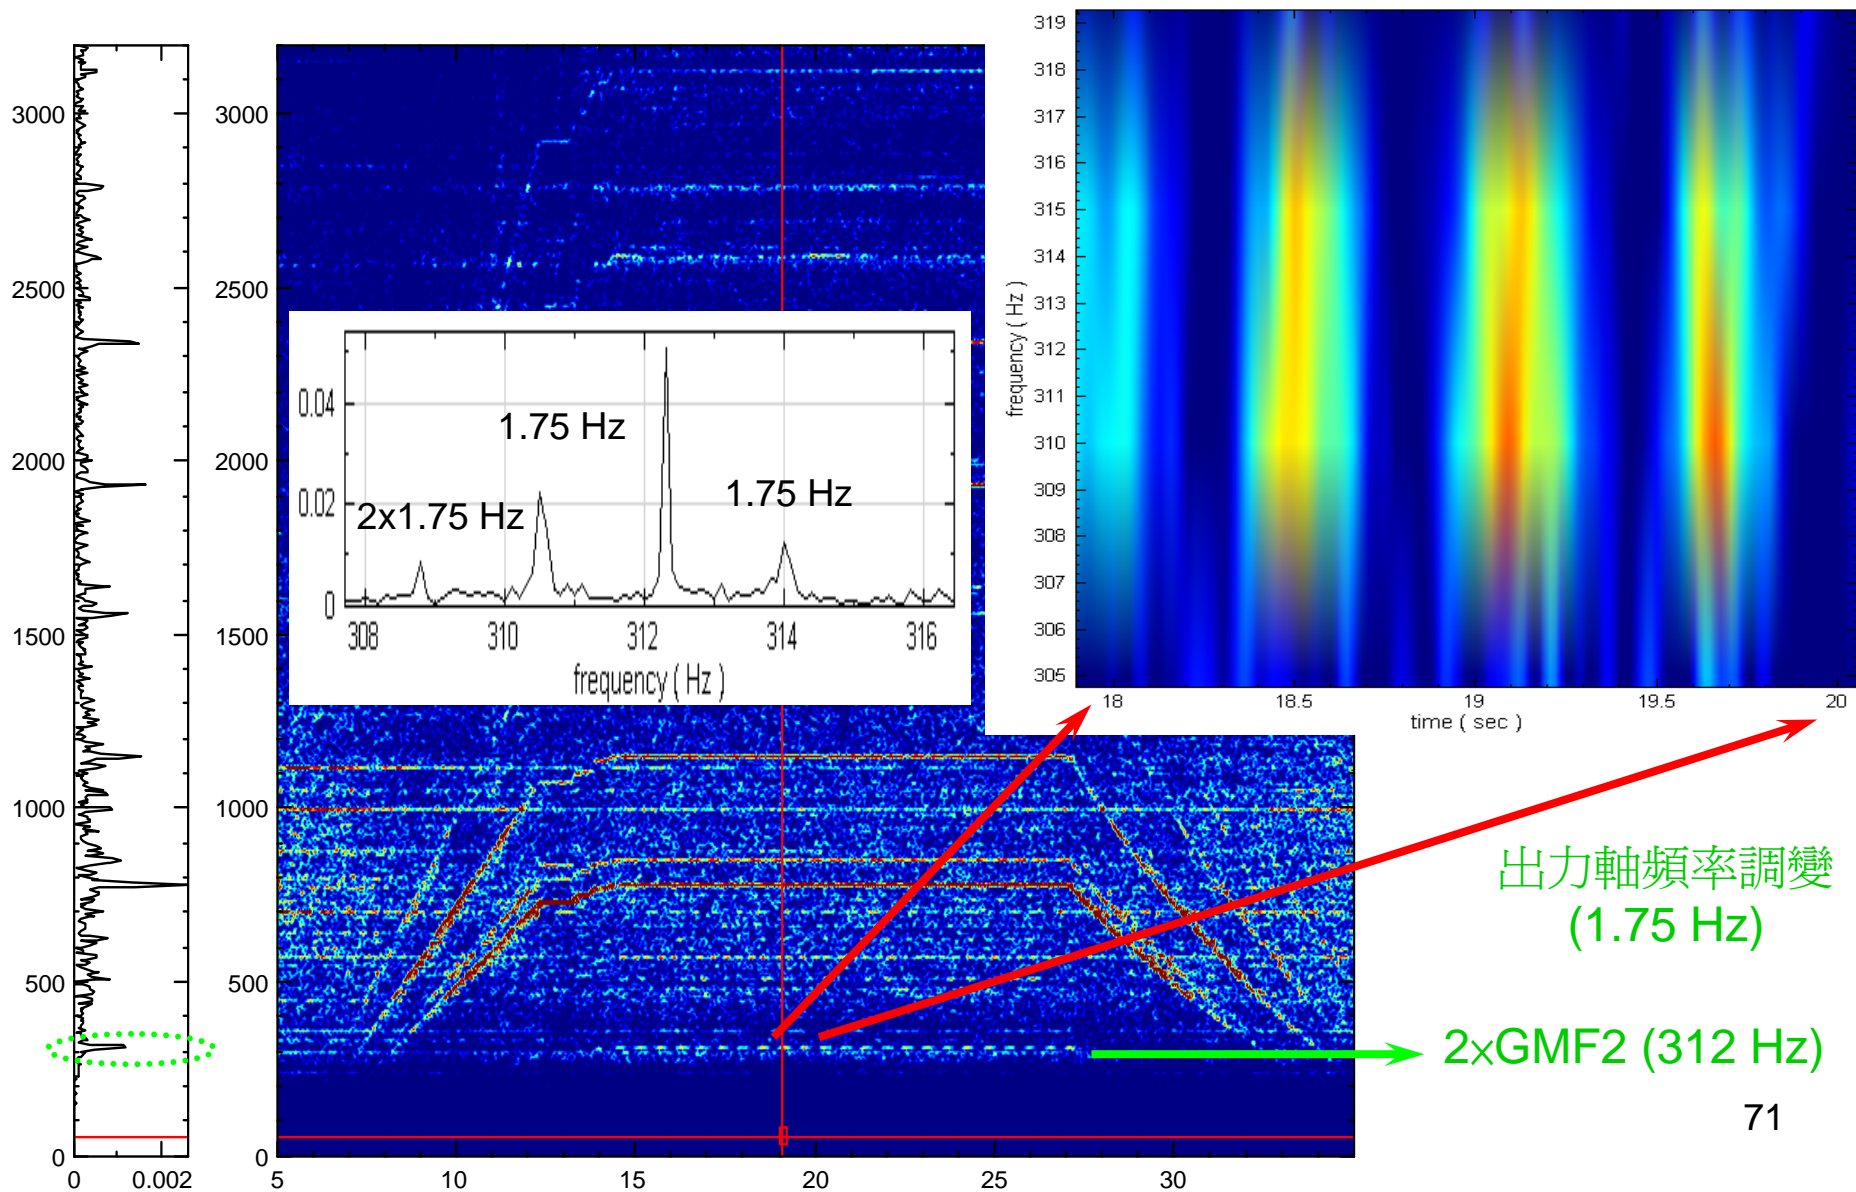 3000
2500
2000
1500
1000
500
0
0 0.002
3000
2500
2000
1500
1000
500
0
5 10 15 20 25 30
0.04
0.02
0
1.75 Hz
1.75 Hz
2x1.75 Hz
308 310 312 314 316
frequency ( Hz )
319
318
317
316
315
314
313
312
311
310
309
308
307
306
305
frequency ( Hz )
18 18.5 19 19.5 20
time ( sec )
出力軸頻率調變
(1.75 Hz)
2×GMF2 (312 Hz)
71